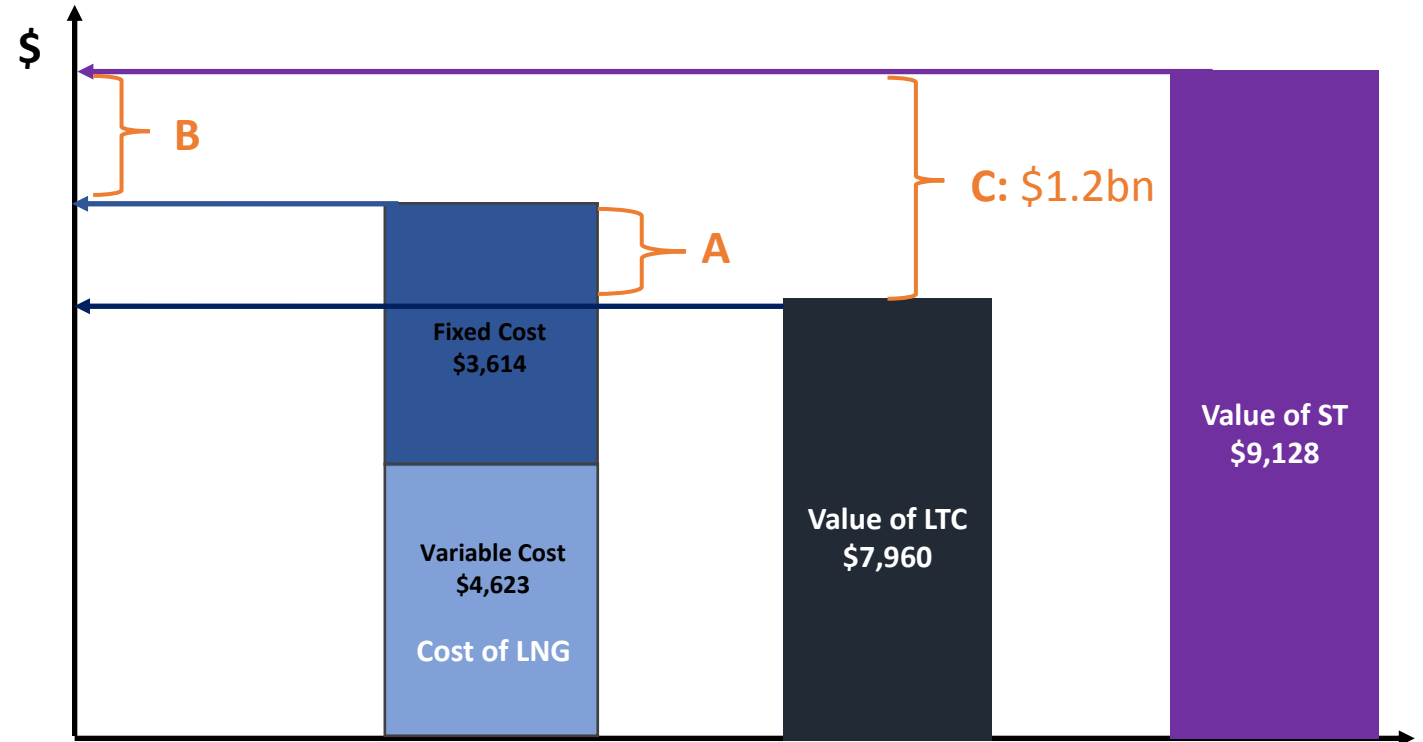 $
B
C: $1.2bn
A
Fixed Cost
$3,614
Variable Cost
$4,623
Cost of LNG
Value of LTC
$7,960
Value of ST
$9,128